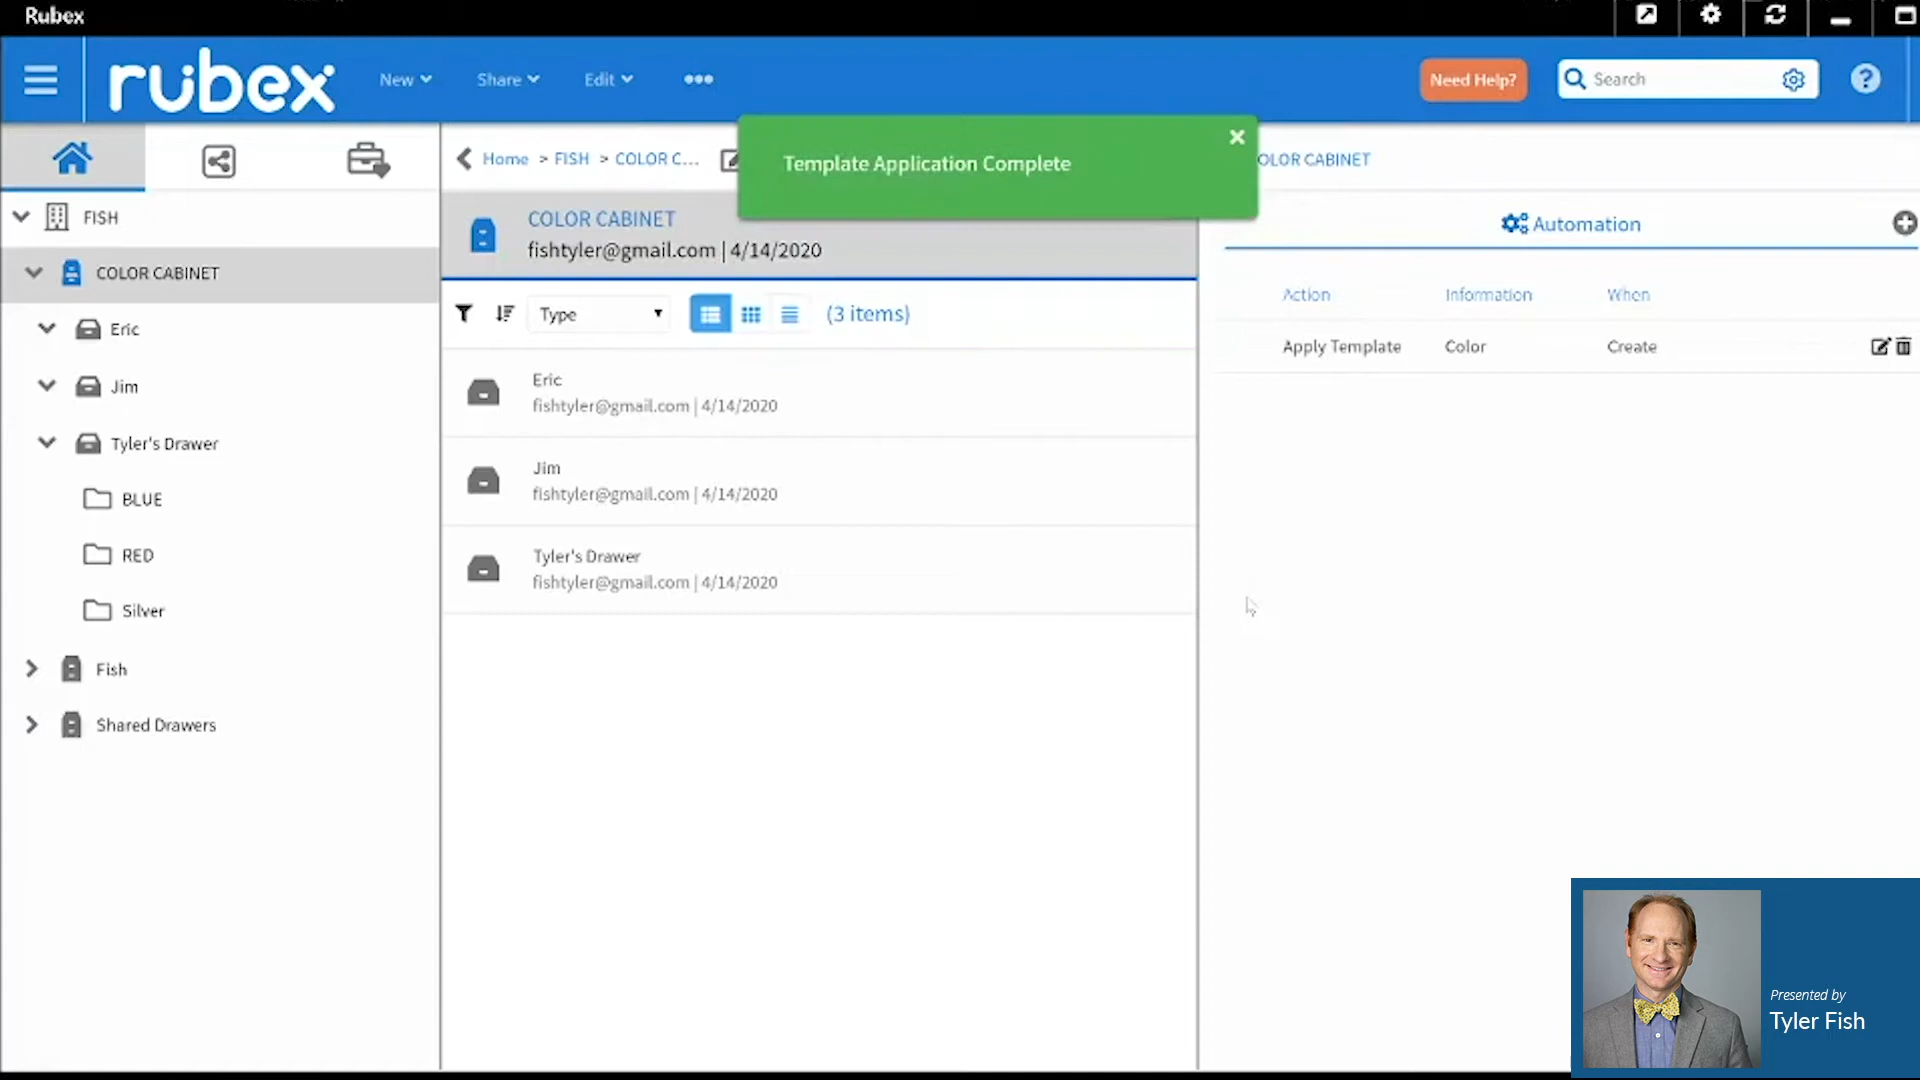 Rubex
rubex
New
Share
Edit
Need Help?
Search
?
Template Application Complete
Home > FISH > COLOR C...
OLOR CABINET
FISH
COLOR CABINET
Eric
Jim
Tyler's Drawer
BLUE
RED
Silver
Fish
Shared Drawers
COLOR CABINET
fishtyler@gmail.com | 4/14/2020
Type
(3 items)
Eric
fishtyler@gmail.com | 4/14/2020
Jim
fishtyler@gmail.com | 4/14/2020
Tyler's Drawer
fishtyler@gmail.com | 4/14/2020
Automation
Action Information When
Apply Template Color Create
Presented by
Tyler Fish